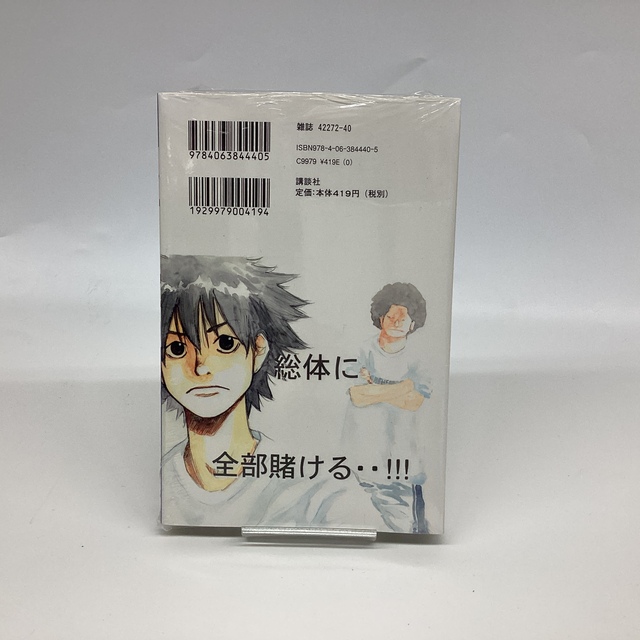 雑誌 42272-40
9784063844405
ISBN978-4-06-384440-5
C9979 ¥419E (0)
講談社
定価:本体419円 (税別)
1929979004194
総体に
全部賭ける‥!!!